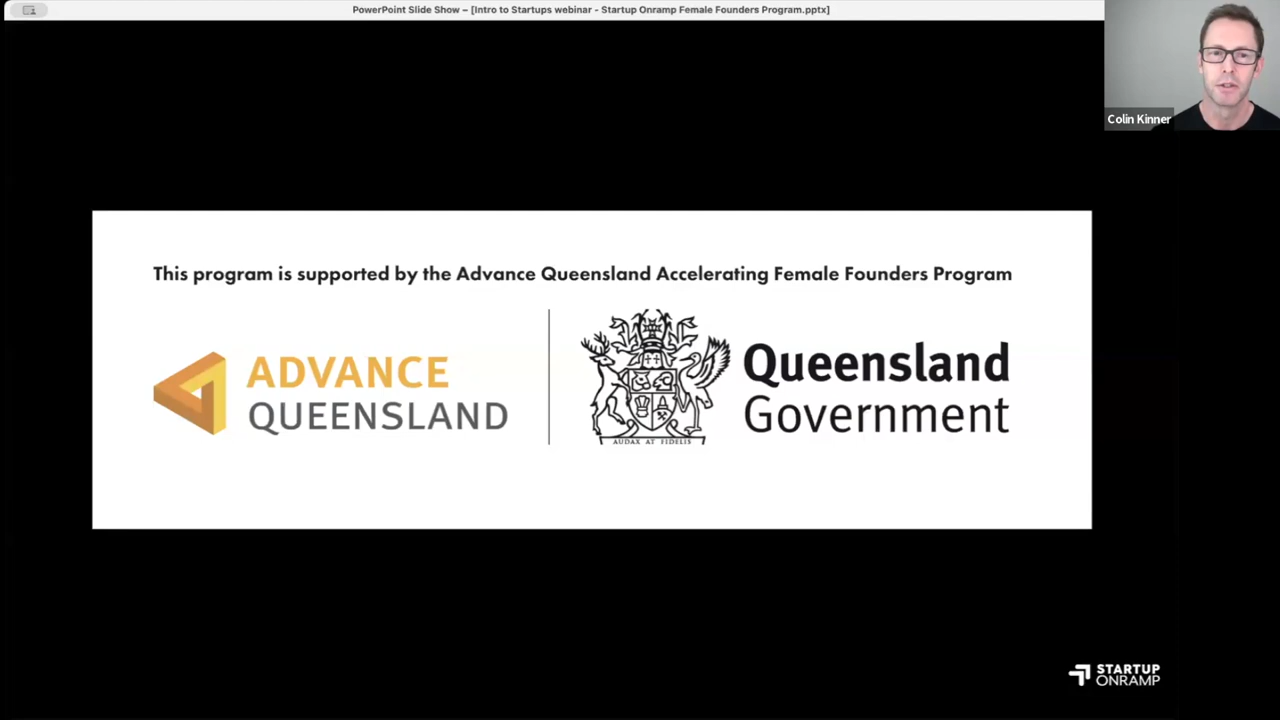 PowerPoint Slide Show – [Intro to Startups webinar - Startup Onramp Female Founders Program.pptx]
Colin Kinner
This program is supported by the Advance Queensland Accelerating Female Founders Program
ADVANCE
QUEENSLAND
AUDAX AT FIDELIS
Queensland
Government
STARTUP
ONRAMP